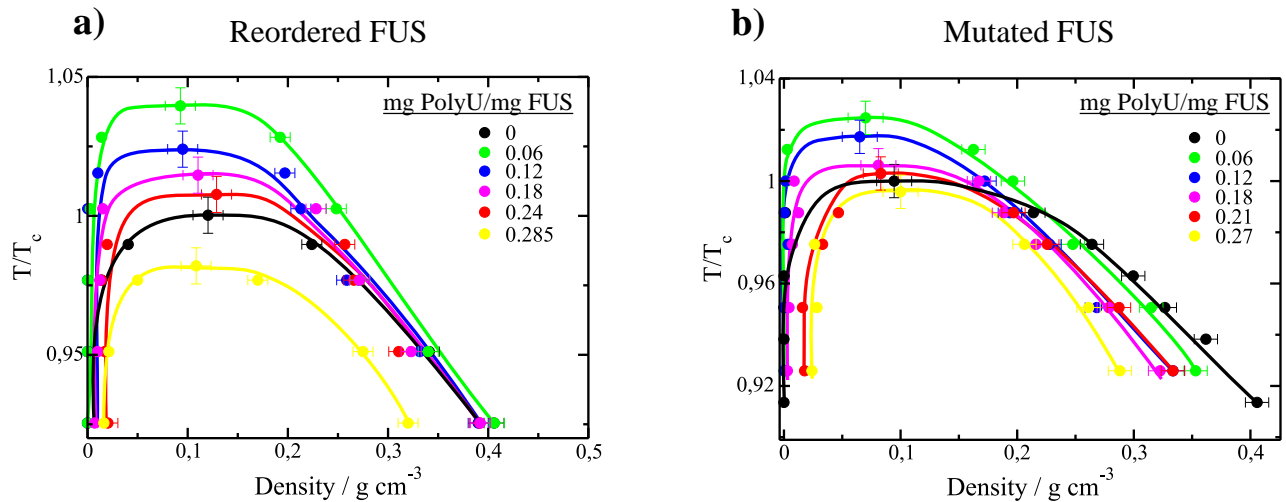 a) Reordered FUS
1,05
1
0,95
T/T_c
mg PolyU/mg FUS
0
0.06
0.12
0.18
0.24
0.285
0 0,1 0,2 0,3 0,4 0,5
Density / g cm⁻³
b) Mutated FUS
1,04
1
0,96
0,92
T/T_c
mg PolyU/mg FUS
0
0.06
0.12
0.18
0.21
0.27
0 0,1 0,2 0,3 0,4
Density / g cm⁻³